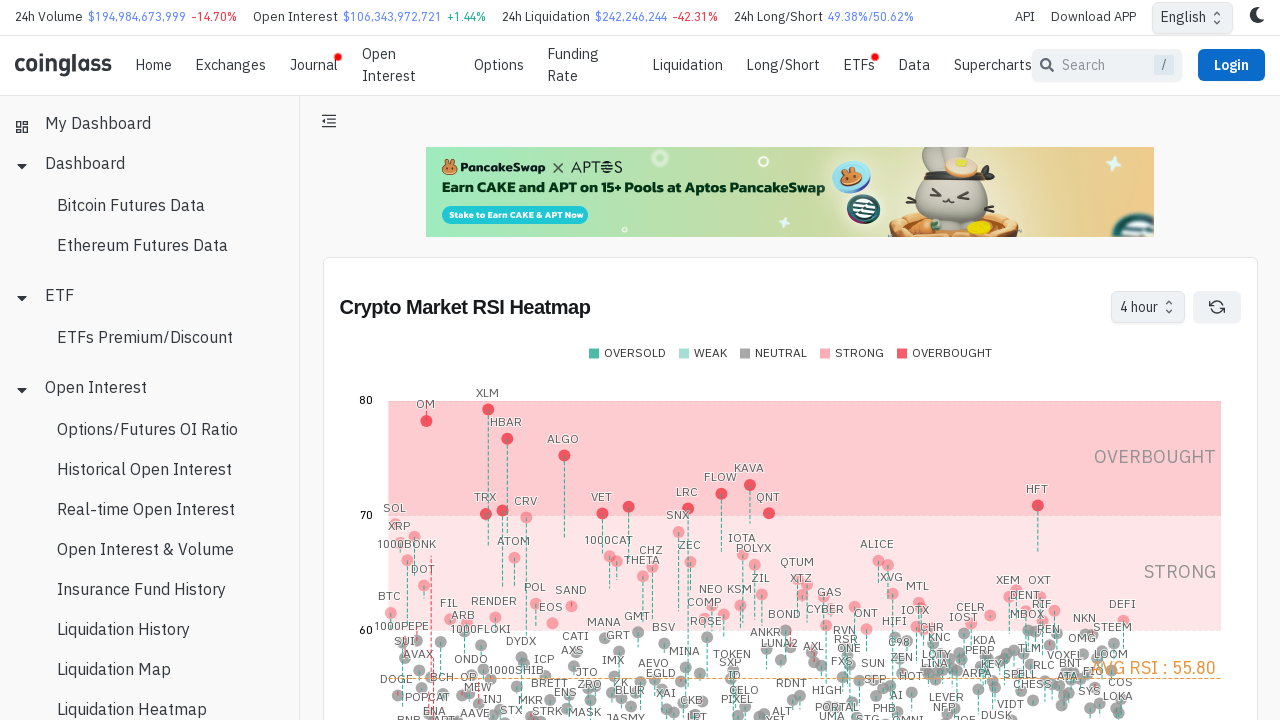 24h Volume $194,984,673,999 -14.70% Open Interest $106,343,972,721 +1.44% 24h Liquidation $242,246,244 -42.31% 24h Long/Short 49.38%/50.62% API Download APP English
coinglass Home Exchanges Journal Open Interest Options Funding Rate Liquidation Long/Short ETFs Data Supercharts Search / Login
My Dashboard
Dashboard
Bitcoin Futures Data
Ethereum Futures Data
ETF
ETFs Premium/Discount
Open Interest
Options/Futures OI Ratio
Historical Open Interest
Real-time Open Interest
Open Interest & Volume
Insurance Fund History
Liquidation History
Liquidation Map
Liquidation Heatmap
PancakeSwap X APTOS
Earn CAKE and APT on 15+ Pools at Aptos PancakeSwap
Stake to Earn CAKE & APT Now
Crypto Market RSI Heatmap
4 hour
OVERSOLD WEAK NEUTRAL STRONG OVERBOUGHT
80
XLM
OM
HBAR
ALGO
OVERBOUGHT
KAVA
FLOW
HFT
LRC
TRX
VET
QNT
CRV
SOL
70
SNX
XRP
IOTA
1000BONK
ATOM
1000CAT
ZEC
ALICE
POLYX
CHZ
THETA
QTUM
DOT
STRONG
ZIL
XTZ
XVG
XEM
OXT
POL
SAND
NEO
KSM
MTL
BTC
GAS
DENT
FIL
RENDER
COMP
RIF
DEFI
EOS
CYBER
IOTX
CELR
ARB
GMT
BOND
ONT
MBOX
IOST
NKN
MANA
ROSE
HIFI
1000PEPE
1000FLOKI
BSV
CHR
REN
STEEM
60
CATI
GRT
ANKR
RVN
KNC
SUI
DYDX
RSR
C98
KDA
OMG
AXS
MINA
LUNA2
AXL
ONE
PERP
TLM
AVAX
ONDO
ICP
IMX
AEVO
TOKEN
FXS
SUN
ZEN
LOTY
VOXEL
LOOM
1000SHIB
JTO
EGLD
SXP
LINA
KEY
RLC
BNT
AVG RSI : 55.80
DOGE
BCH
OP
BRETT
ZRO
ZK
RDNT
HOT
ARPA
SPELL
ATA
COS
MEW
ENS
BLUR
XAI
CELO
HIGH
CHESS
SYS
POPCAT
INJ
MKR
CKB
PIXEL
LEVER
LOKA
ENA
AAVE
STX
STRK
MASK
JASMY
ALT
PORTAL
PHB
NFP
VIDT
DUSK
UMA